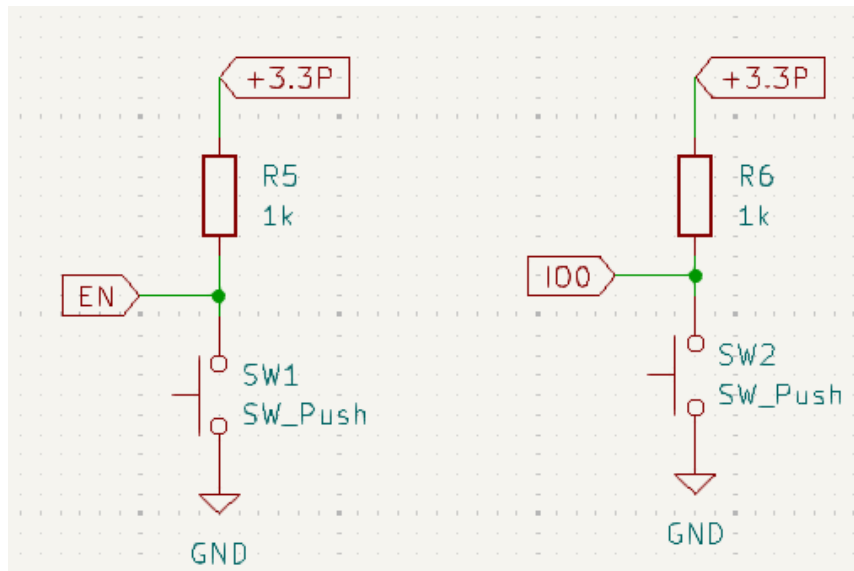 +3.3P
R5
1k
EN
SW1
SW_Push
GND
+3.3P
R6
1k
IO0
SW2
SW_Push
GND